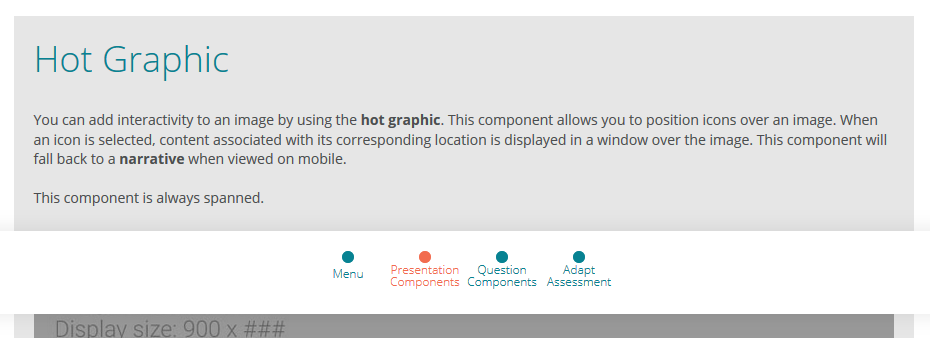 Hot Graphic
You can add interactivity to an image by using the hot graphic. This component allows you to position icons over an image. When
an icon is selected, content associated with its corresponding location is displayed in a window over the image. This component will
fall back to a narrative when viewed on mobile.
This component is always spanned.
Menu
Presentation
Components
Question
Components
Adapt
Assessment
Display size: 900 x ###